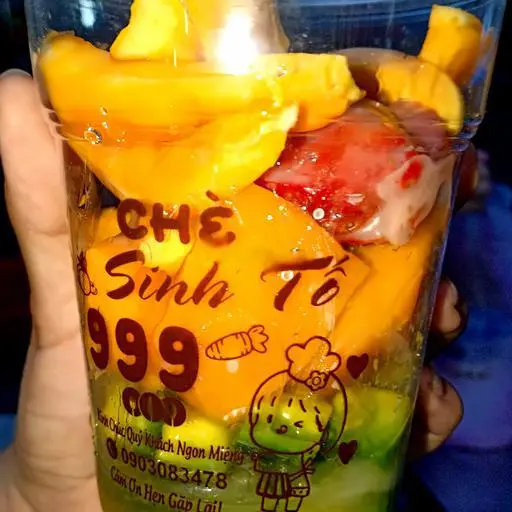 CHÈ
Sinh Tố
999
Kính Chúc Quý Khách Ngon Miệng
0903083478
Cảm Ơn Hẹn Gặp Lại!